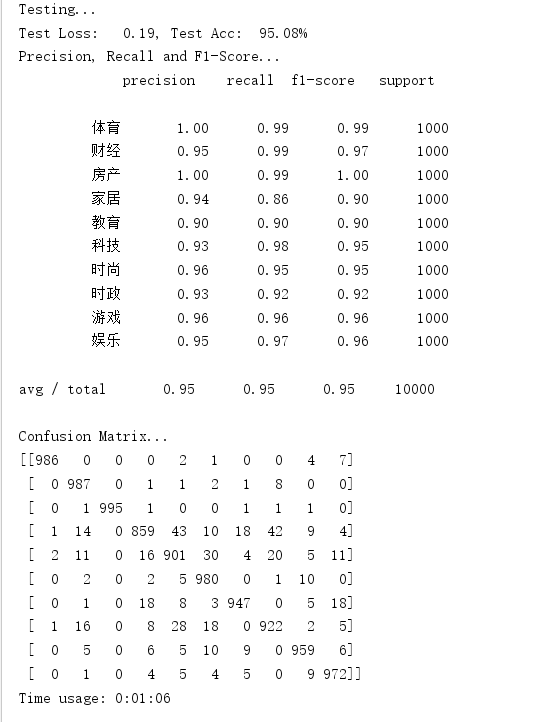 Testing...
Test Loss:   0.19, Test Acc:  95.08%
Precision, Recall and F1-Score...
precision    recall  f1-score   support
体育       1.00      0.99      0.99      1000
财经       0.95      0.99      0.97      1000
房产       1.00      0.99      1.00      1000
家居       0.94      0.86      0.90      1000
教育       0.90      0.90      0.90      1000
科技       0.93      0.98      0.95      1000
时尚       0.96      0.95      0.95      1000
时政       0.93      0.92      0.92      1000
游戏       0.96      0.96      0.96      1000
娱乐       0.95      0.97      0.96      1000
avg / total       0.95      0.95      0.95     10000
Confusion Matrix...
[[986   0   0   0   2   1   0   0   4   7]
[  0 987   0   1   1   2   1   8   0   0]
[  0   1 995   1   0   0   1   1   1   0]
[  1  14   0 859  43  10  18  42   9   4]
[  2  11   0  16 901  30   4  20   5  11]
[  0   2   0   2   5 980   0   1  10   0]
[  0   1   0  18   8   3 947   0   5  18]
[  1  16   0   8  28  18   0 922   2   5]
[  0   5   0   6   5  10   9   0 959   6]
[  0   1   0   4   5   4   5   0   9 972]]
Time usage: 0:01:06